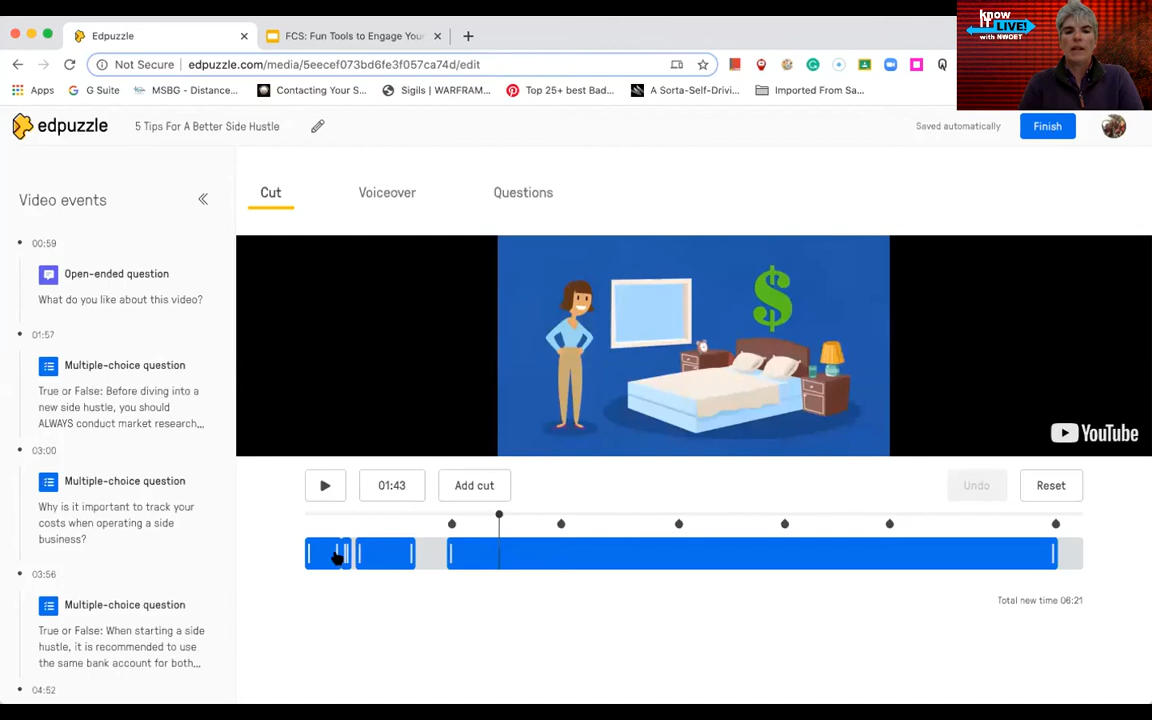 Edpuzzle
FCS: Fun Tools to Engage Your
Know
IT LIVE!
with NWOET
Not Secure
edpuzzle.com/media/5eecef073bd6fe3f057ca74d/edit
Apps
G Suite
MSBG - Distance...
Contacting Your S...
Sigils | WARFRAM...
Top 25+ best Bad...
A Sorta-Self-Drivi...
Imported From Sa...
edpuzzle
5 Tips For A Better Side Hustle
Saved automatically
Finish
Video events
Cut
Voiceover
Questions
00:59
Open-ended question
What do you like about this video?
01:57
Multiple-choice question
True or False: Before diving into a
new side hustle, you should
ALWAYS conduct market research...
03:00
Multiple-choice question
Why is it important to track your
costs when operating a side
business?
03:56
Multiple-choice question
True or False: When starting a side
hustle, it is recommended to use
the same bank account for both...
04:52
$
YouTube
01:43
Add cut
Undo
Reset
Total new time 06:21